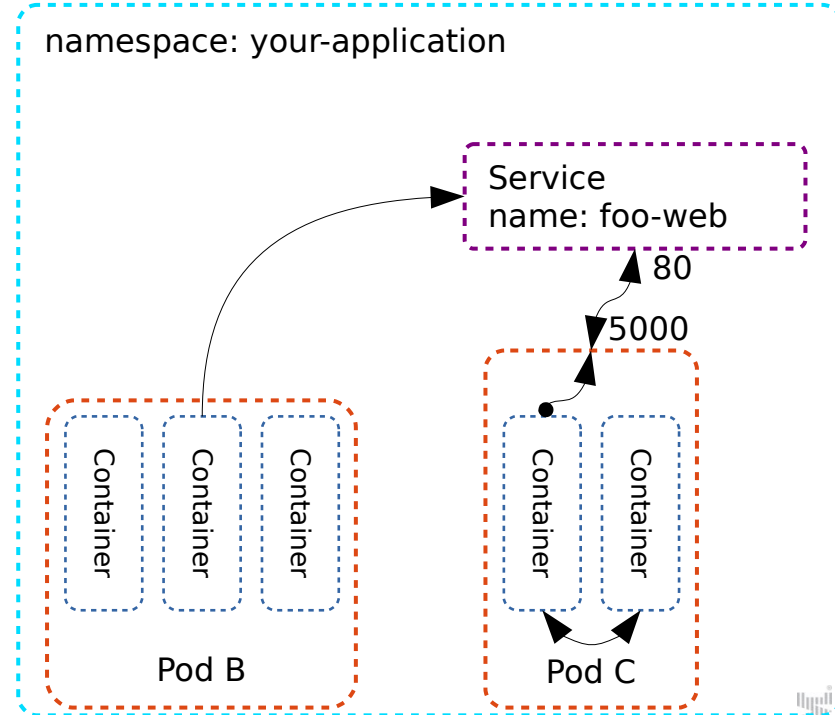 namespace: your-application
Service
name: foo-web
80
5000
Container
Container
Container
Container
Container
Pod B
Pod C